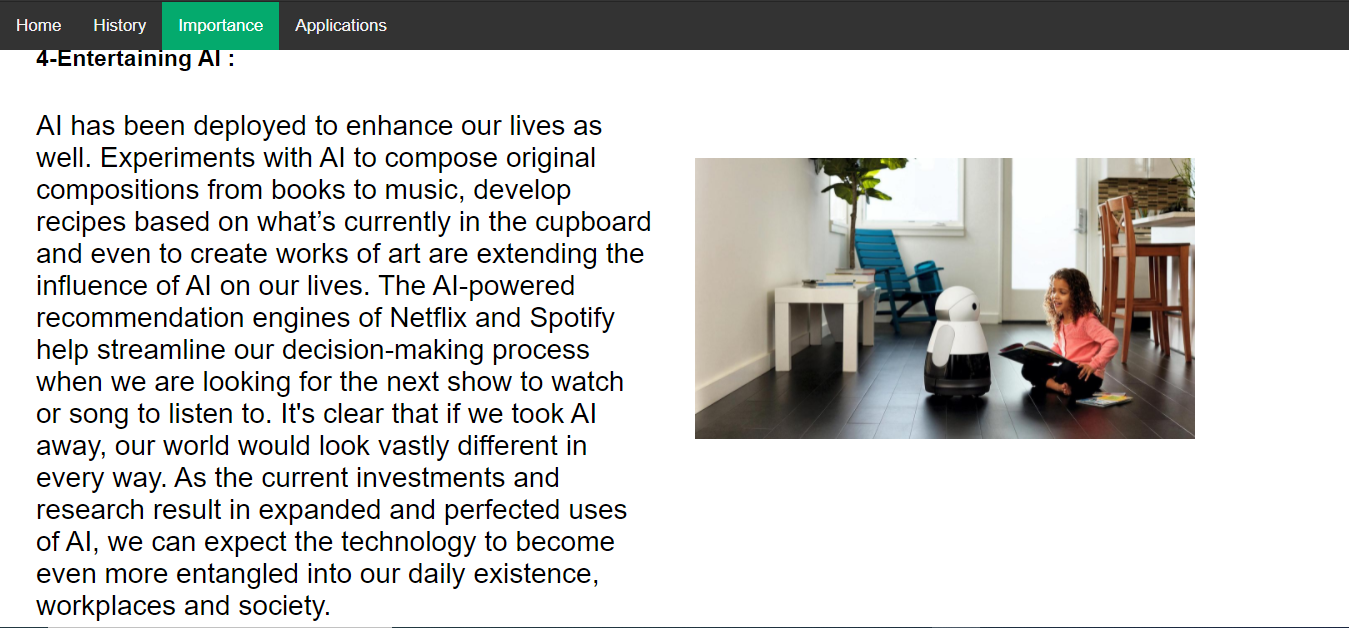 Home History Importance Applications
4-Entertaining AI :
AI has been deployed to enhance our lives as
well. Experiments with AI to compose original
compositions from books to music, develop
recipes based on what’s currently in the cupboard
and even to create works of art are extending the
influence of AI on our lives. The AI-powered
recommendation engines of Netflix and Spotify
help streamline our decision-making process
when we are looking for the next show to watch
or song to listen to. It's clear that if we took AI
away, our world would look vastly different in
every way. As the current investments and
research result in expanded and perfected uses
of AI, we can expect the technology to become
even more entangled into our daily existence,
workplaces and society.